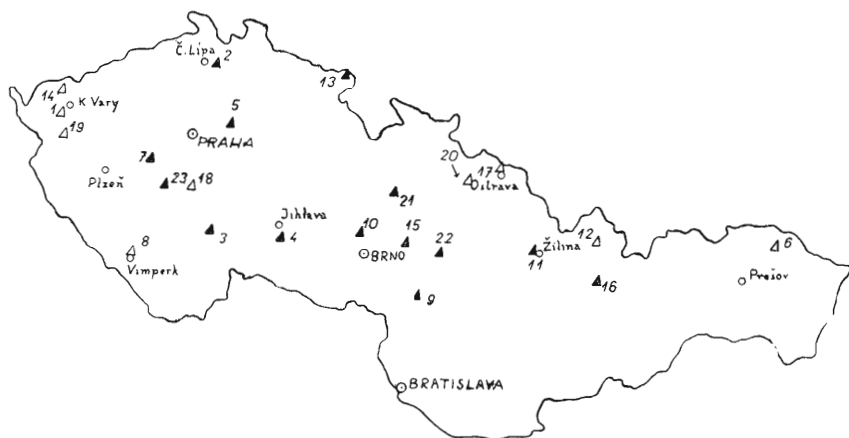 Č. Lípa
2
13
14
K Vary
1
5
19
PRAHA
20
17
Ostrava
7
Plzeň
23
18
21
Jihlava
3
4
10
15
12
6
8
Vimperk
BRNO
22
Žilina
11
16
Prešov
9
BRATISLAVA